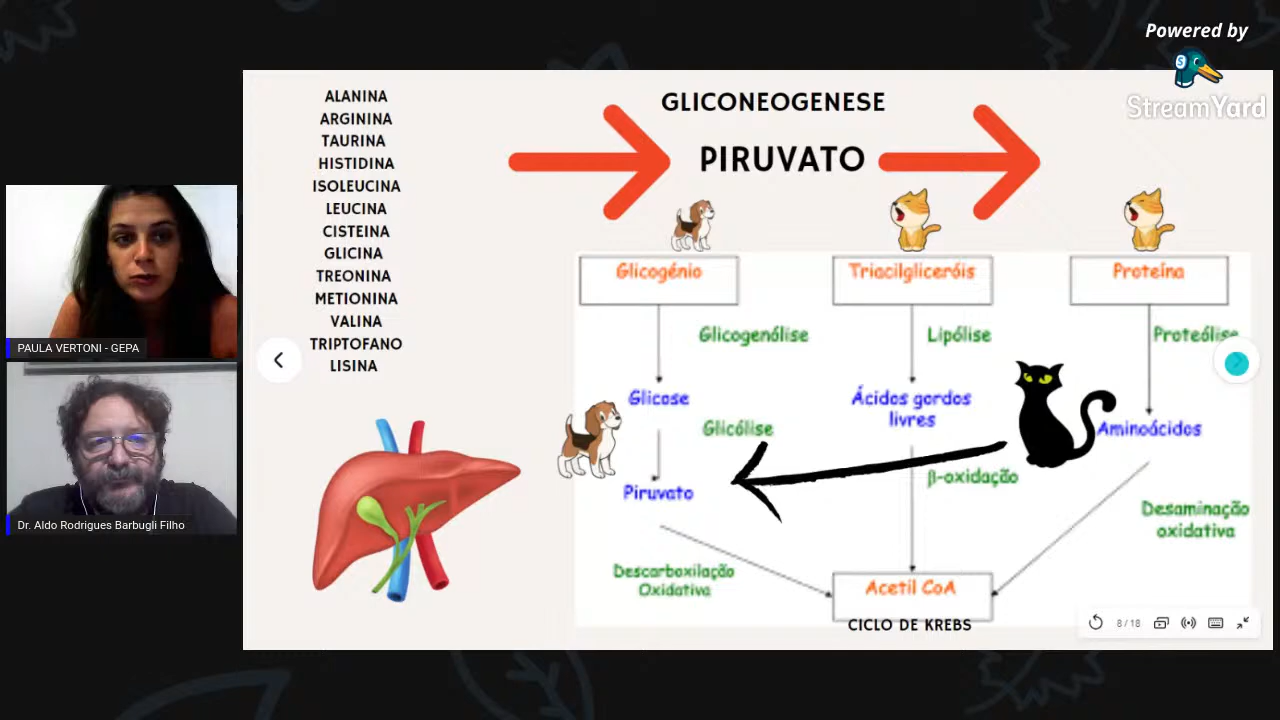 Powered by
StreamYard
ALANINA
ARGININA
TAURINA
HISTIDINA
ISOLEUCINA
LEUCINA
CISTEINA
GLICINA
TREONINA
METIONINA
VALINA
TRIPTOFANO
LISINA
GLICONEOGENESE
PIRUVATO
Glicogénio
Triacilgliceróis
Proteína
Glicogenólise
Lipólise
Proteólise
Glicose
Ácidos gordos
livres
Aminoácidos
Glicólise
Piruvato
β-oxidação
Desaminação
oxidativa
Descarboxilação
Oxidativa
Acetil CoA
CICLO DE KREBS
8 / 18
PAULA VERTONI - GEPA
Dr. Aldo Rodrigues Barbugli Filho